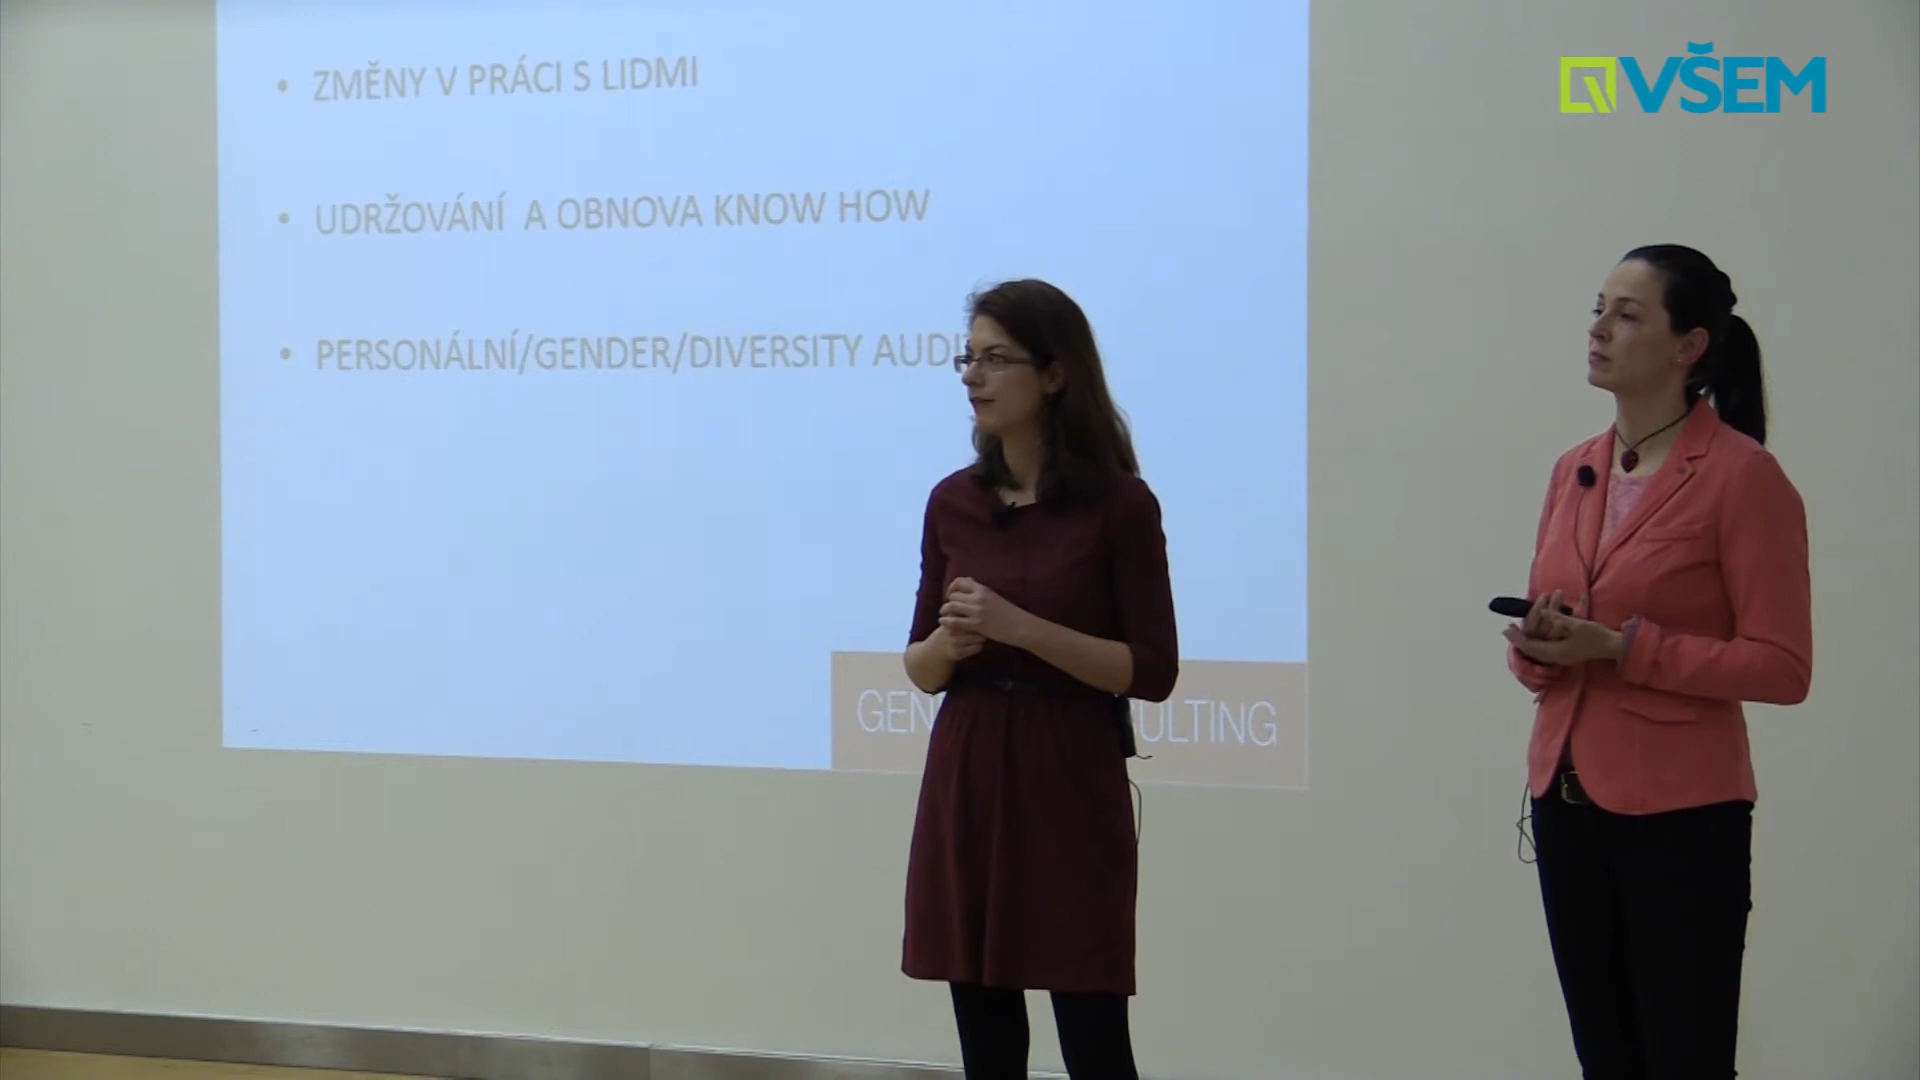 VŠEM
• ZMĚNY V PRÁCI S LIDMI
• UDRŽOVÁNÍ A OBNOVA KNOW HOW
• PERSONÁLNÍ/GENDER/DIVERSITY